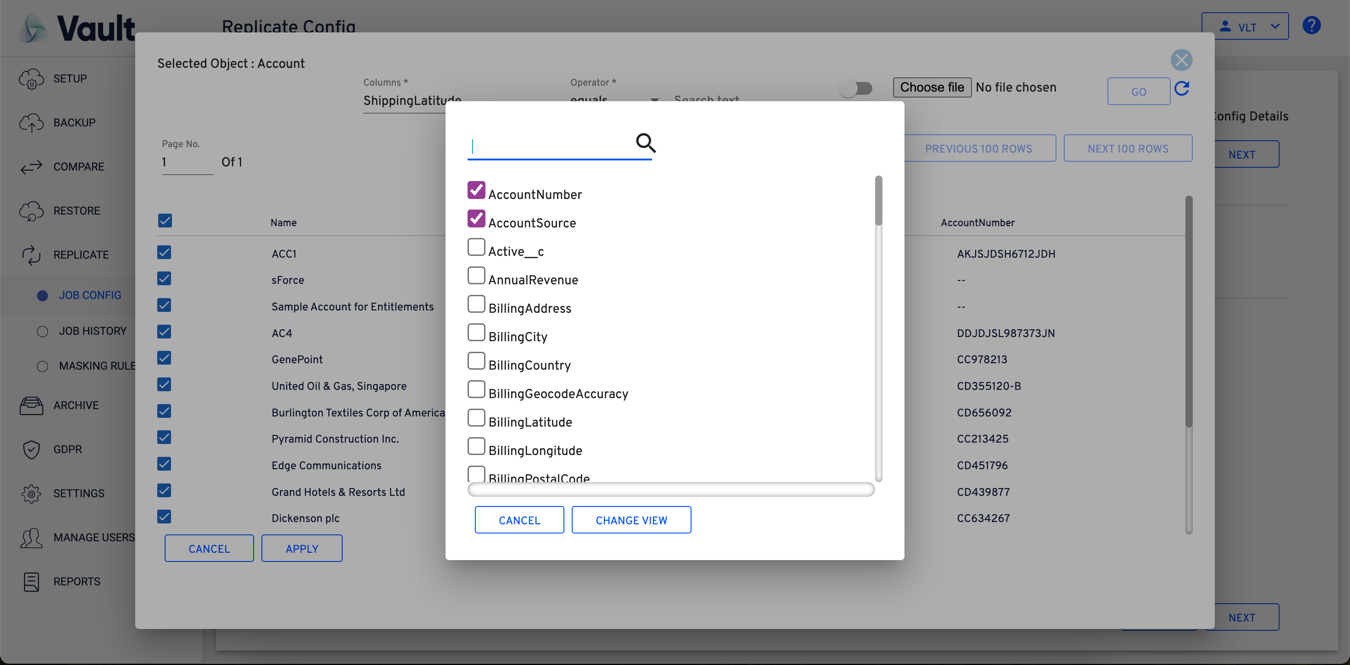 Vault
Replicate Config
VLT
?
SETUP
BACKUP
COMPARE
RESTORE
REPLICATE
JOB CONFIG
JOB HISTORY
MASKING RULE
ARCHIVE
GDPR
SETTINGS
MANAGE USERS
REPORTS
Selected Object : Account
Columns *
ShippingLatitude
Operator *
equals
Search text
Choose file No file chosen
GO
Page No.
1 Of 1
PREVIOUS 100 ROWS
NEXT 100 ROWS
Config Details
NEXT
Name AccountNumber
ACC1 AKJSJDSH6712JDH
sForce --
Sample Account for Entitlements --
AC4 DDJDJSL987373JN
GenePoint CC978213
United Oil & Gas, Singapore CD355120-B
Burlington Textiles Corp of America CD656092
Pyramid Construction Inc. CC213425
Edge Communications CD451796
Grand Hotels & Resorts Ltd CD439877
Dickenson plc CC634267
CANCEL
APPLY
AccountNumber
AccountSource
Active__c
AnnualRevenue
BillingAddress
BillingCity
BillingCountry
BillingGeocodeAccuracy
BillingLatitude
BillingLongitude
BillingPostalCode
CANCEL
CHANGE VIEW
NEXT